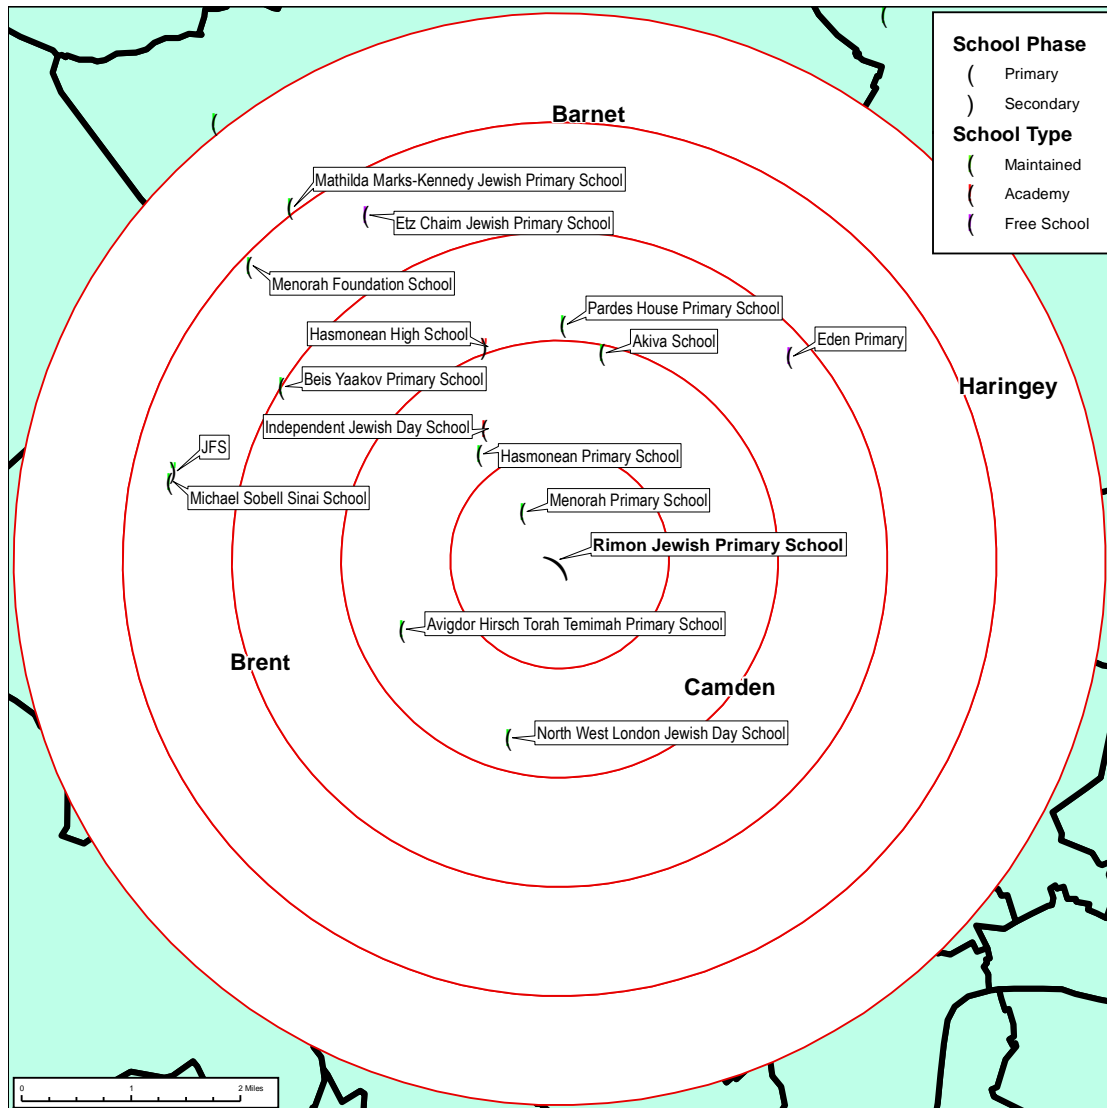 School Phase
Primary
Secondary
School Type
Maintained
Academy
Free School
Barnet
Mathilda Marks-Kennedy Jewish Primary School
Etz Chaim Jewish Primary School
Menorah Foundation School
Pardes House Primary School
Hasmonean High School
Akiva School
Eden Primary
Beis Yaakov Primary School
Haringey
Independent Jewish Day School
JFS
Hasmonean Primary School
Michael Sobell Sinai School
Menorah Primary School
Rimon Jewish Primary School
Avigdor Hirsch Torah Temimah Primary School
Brent
Camden
North West London Jewish Day School
0 1 2 Miles